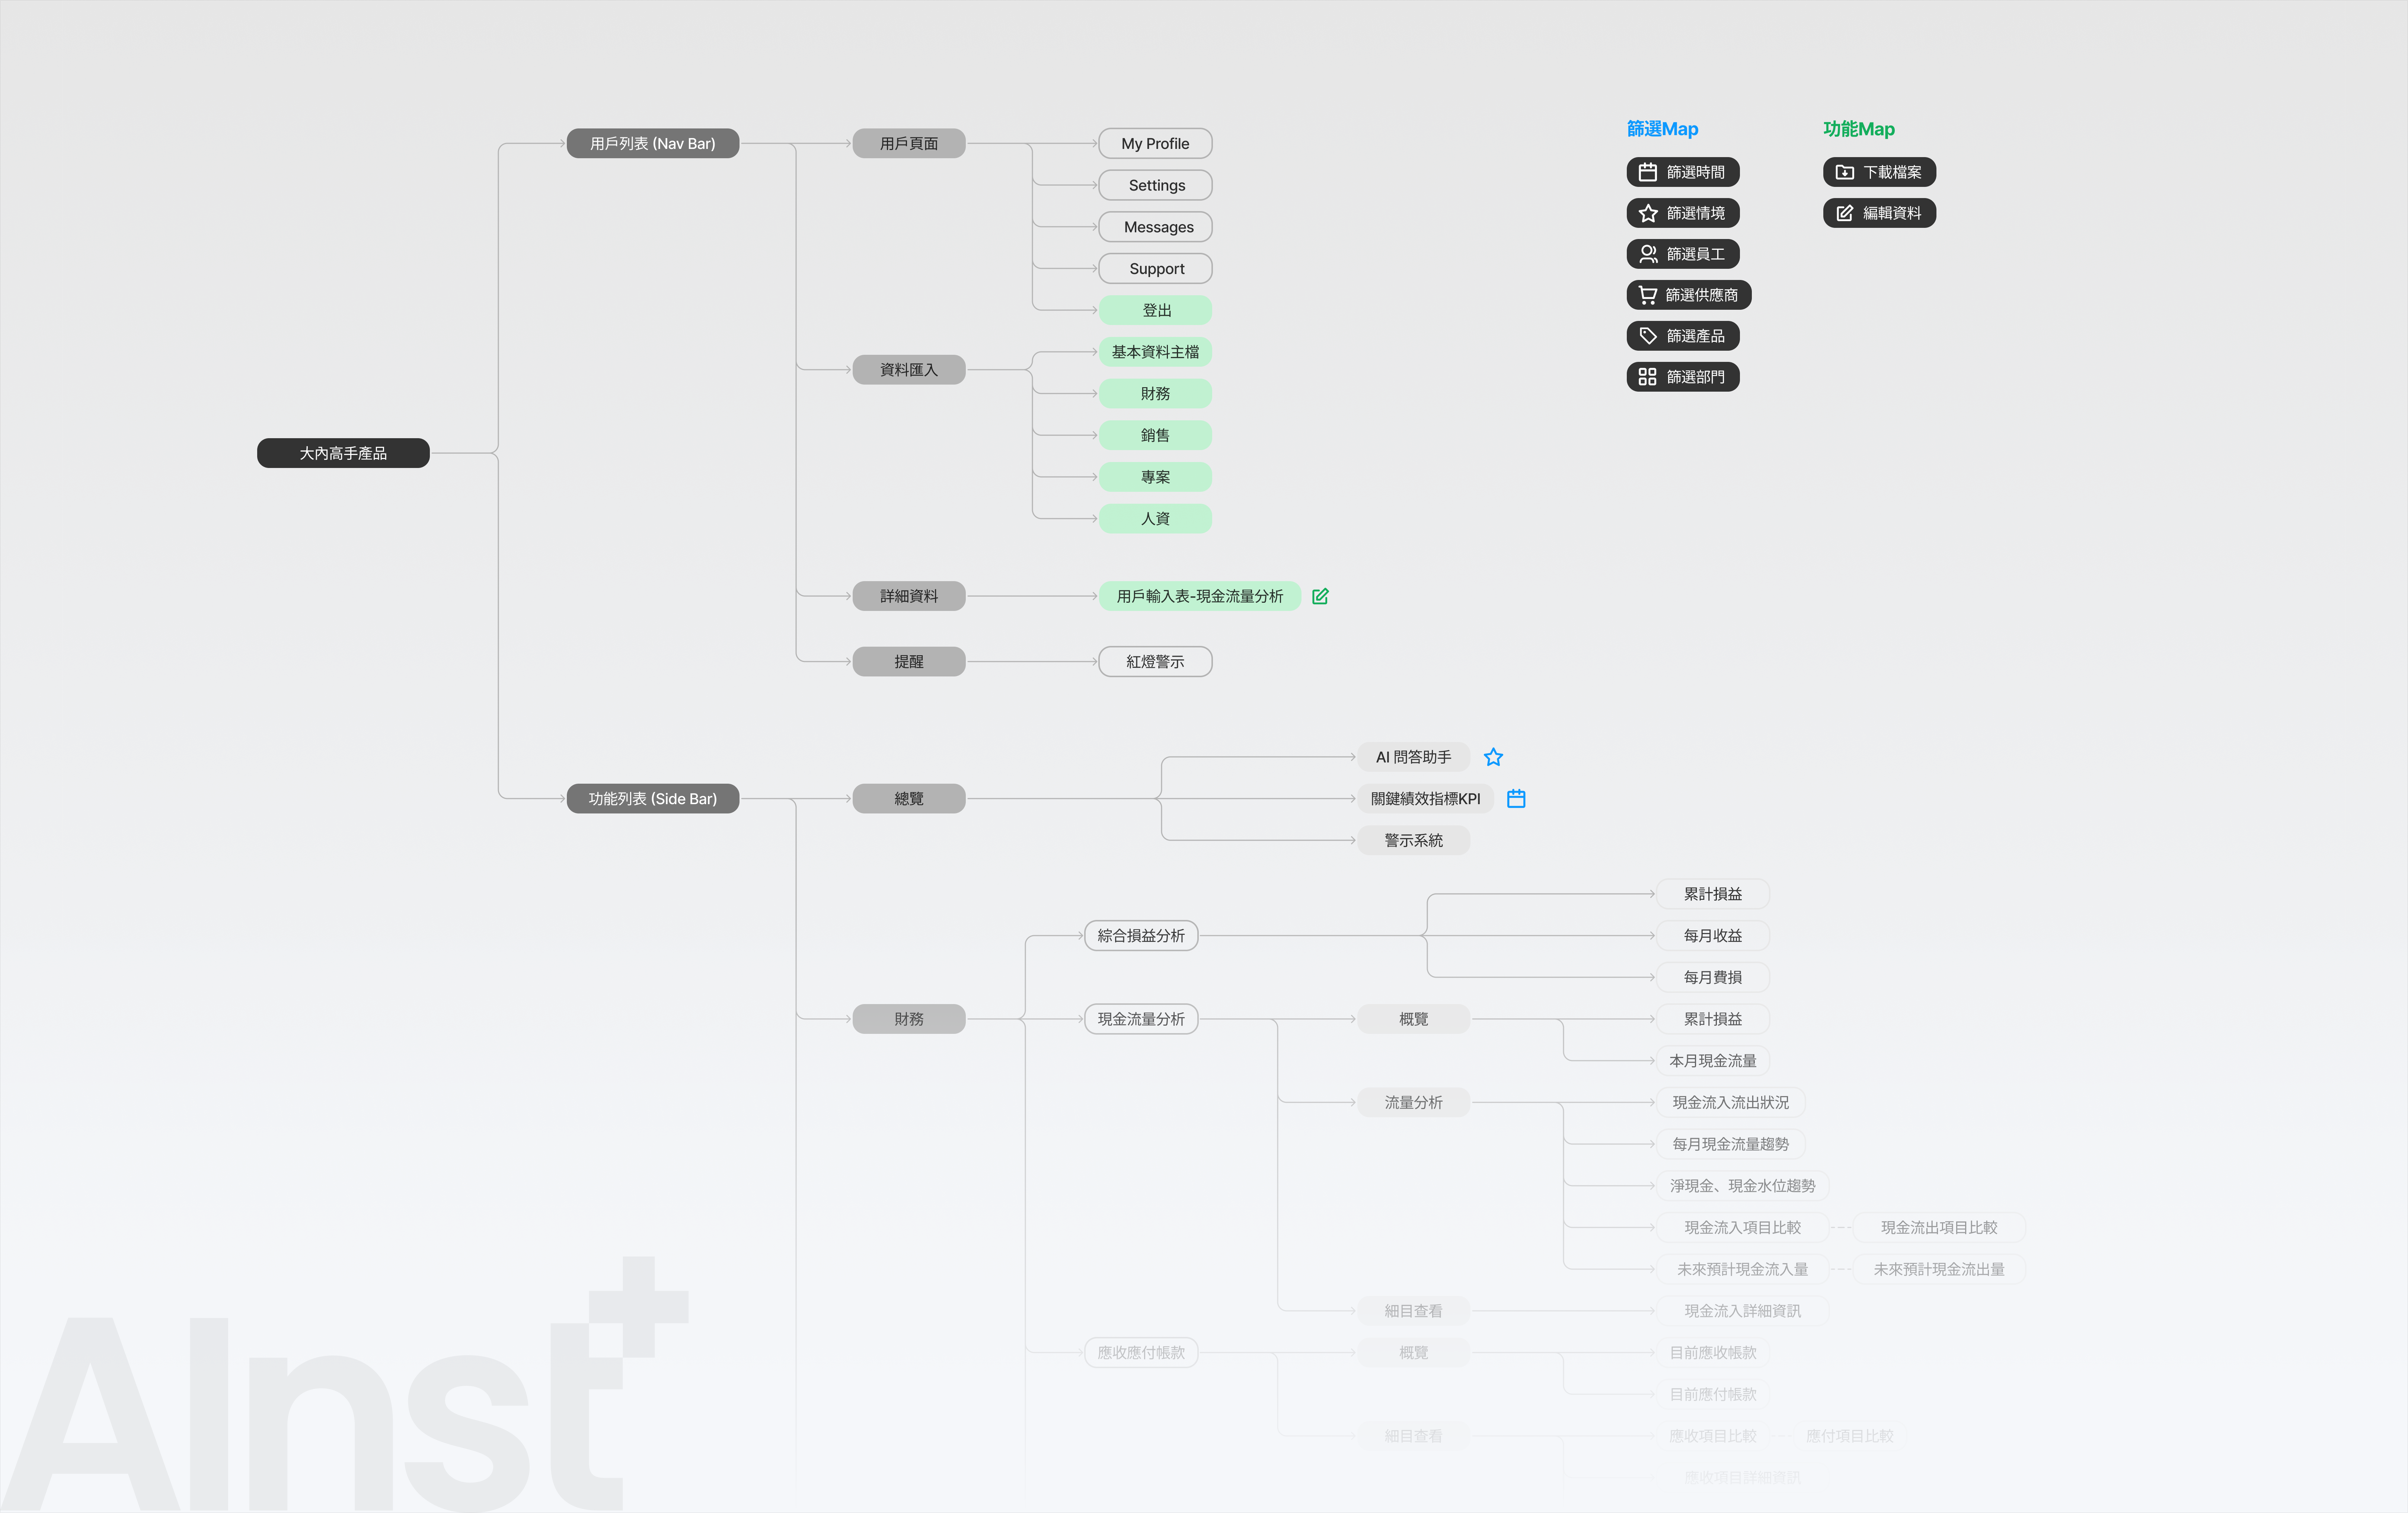 大內高手產品
用戶列表 (Nav Bar)
用戶頁面
My Profile
Settings
Messages
Support
登出
資料匯入
基本資料主檔
財務
銷售
專案
人資
詳細資料
用戶輸入表-現金流量分析
提醒
紅燈警示
功能列表 (Side Bar)
總覽
AI 問答助手
關鍵績效指標KPI
警示系統
財務
綜合損益分析
累計損益
每月收益
每月費損
現金流量分析
概覽
累計損益
本月現金流量
流量分析
現金流入流出狀況
每月現金流量趨勢
淨現金、現金水位趨勢
現金流入項目比較
現金流出項目比較
未來預計現金流入量
未來預計現金流出量
細目查看
現金流入詳細資訊
應收應付帳款
概覽
目前應收帳款
目前應付帳款
細目查看
應收項目比較
應付項目比較
應收項目詳細資訊
篩選Map
篩選時間
篩選情境
篩選員工
篩選供應商
篩選產品
篩選部門
功能Map
下載檔案
編輯資料
AInst